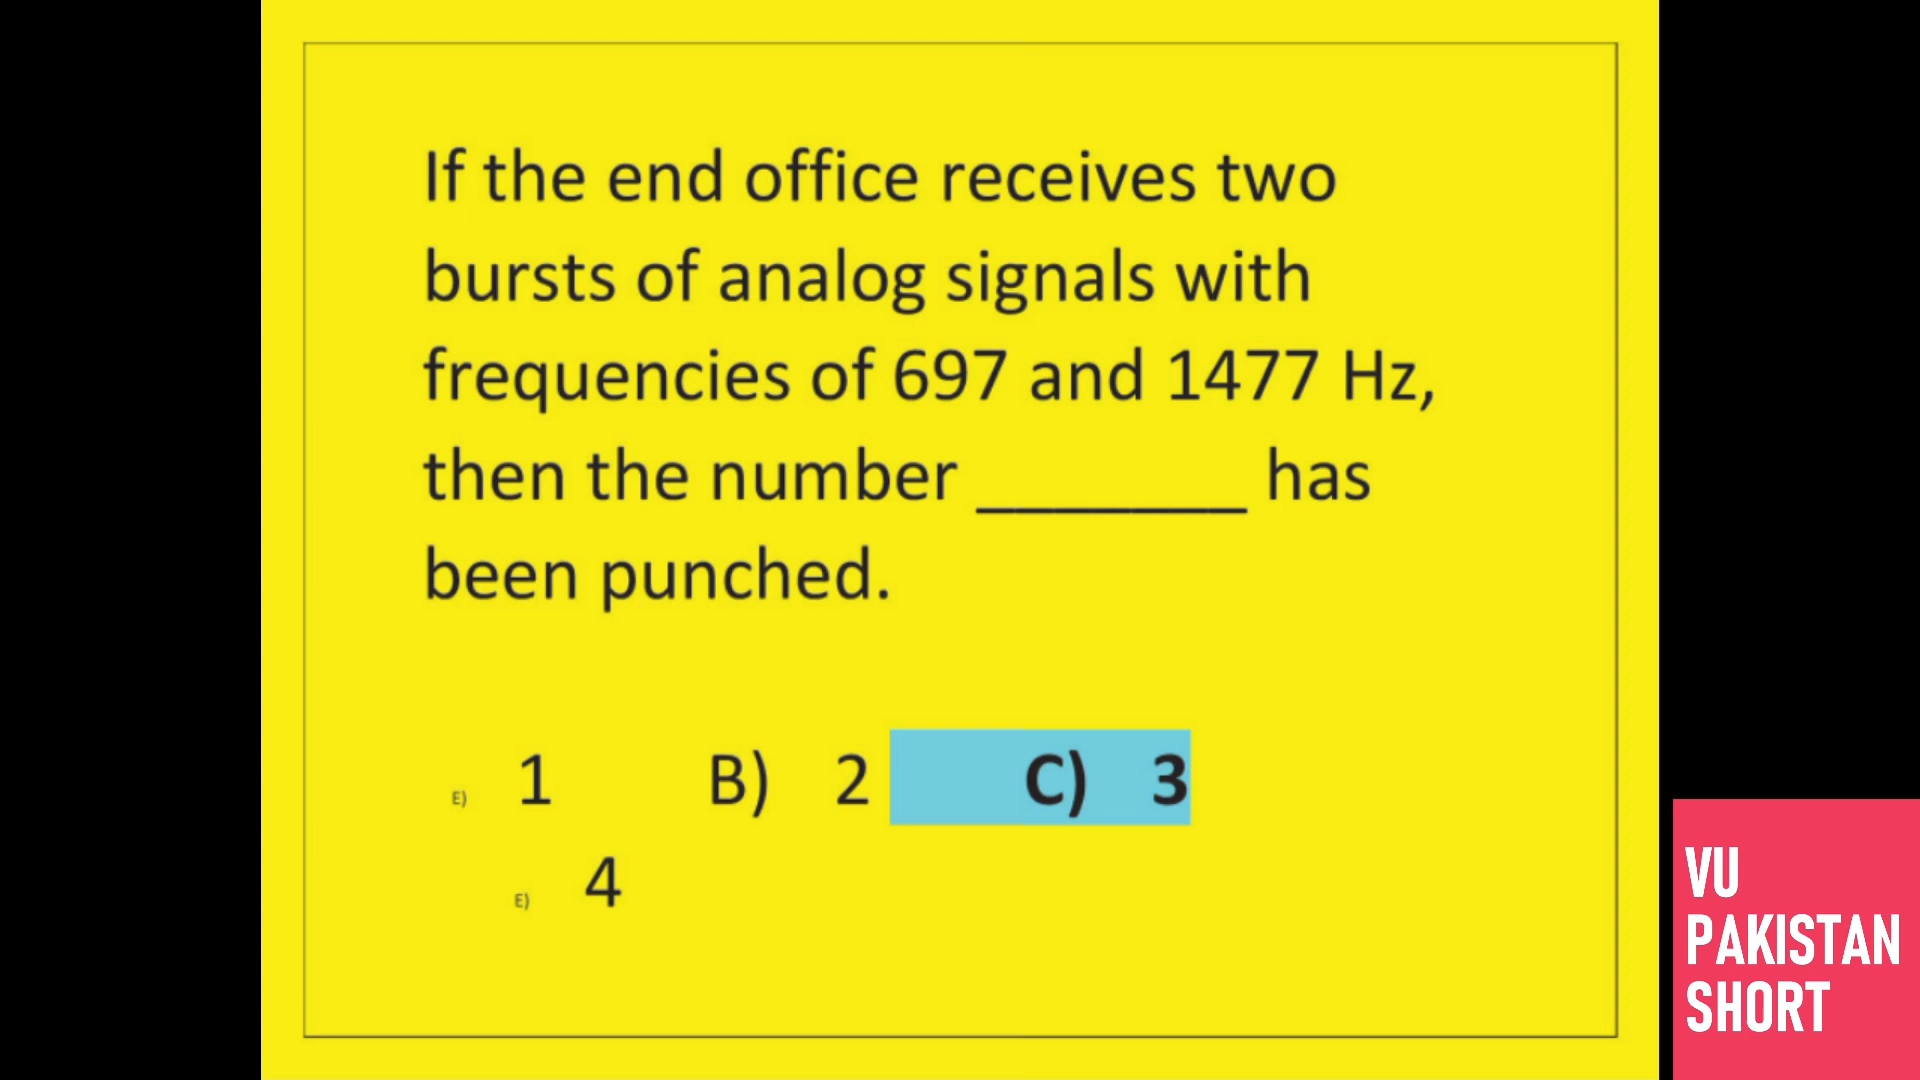 If the end office receives two
bursts of analog signals with
frequencies of 697 and 1477 Hz,
then the number _______ has
been punched.
E) 1 B) 2 C) 3
E) 4
VU
PAKISTAN
SHORT